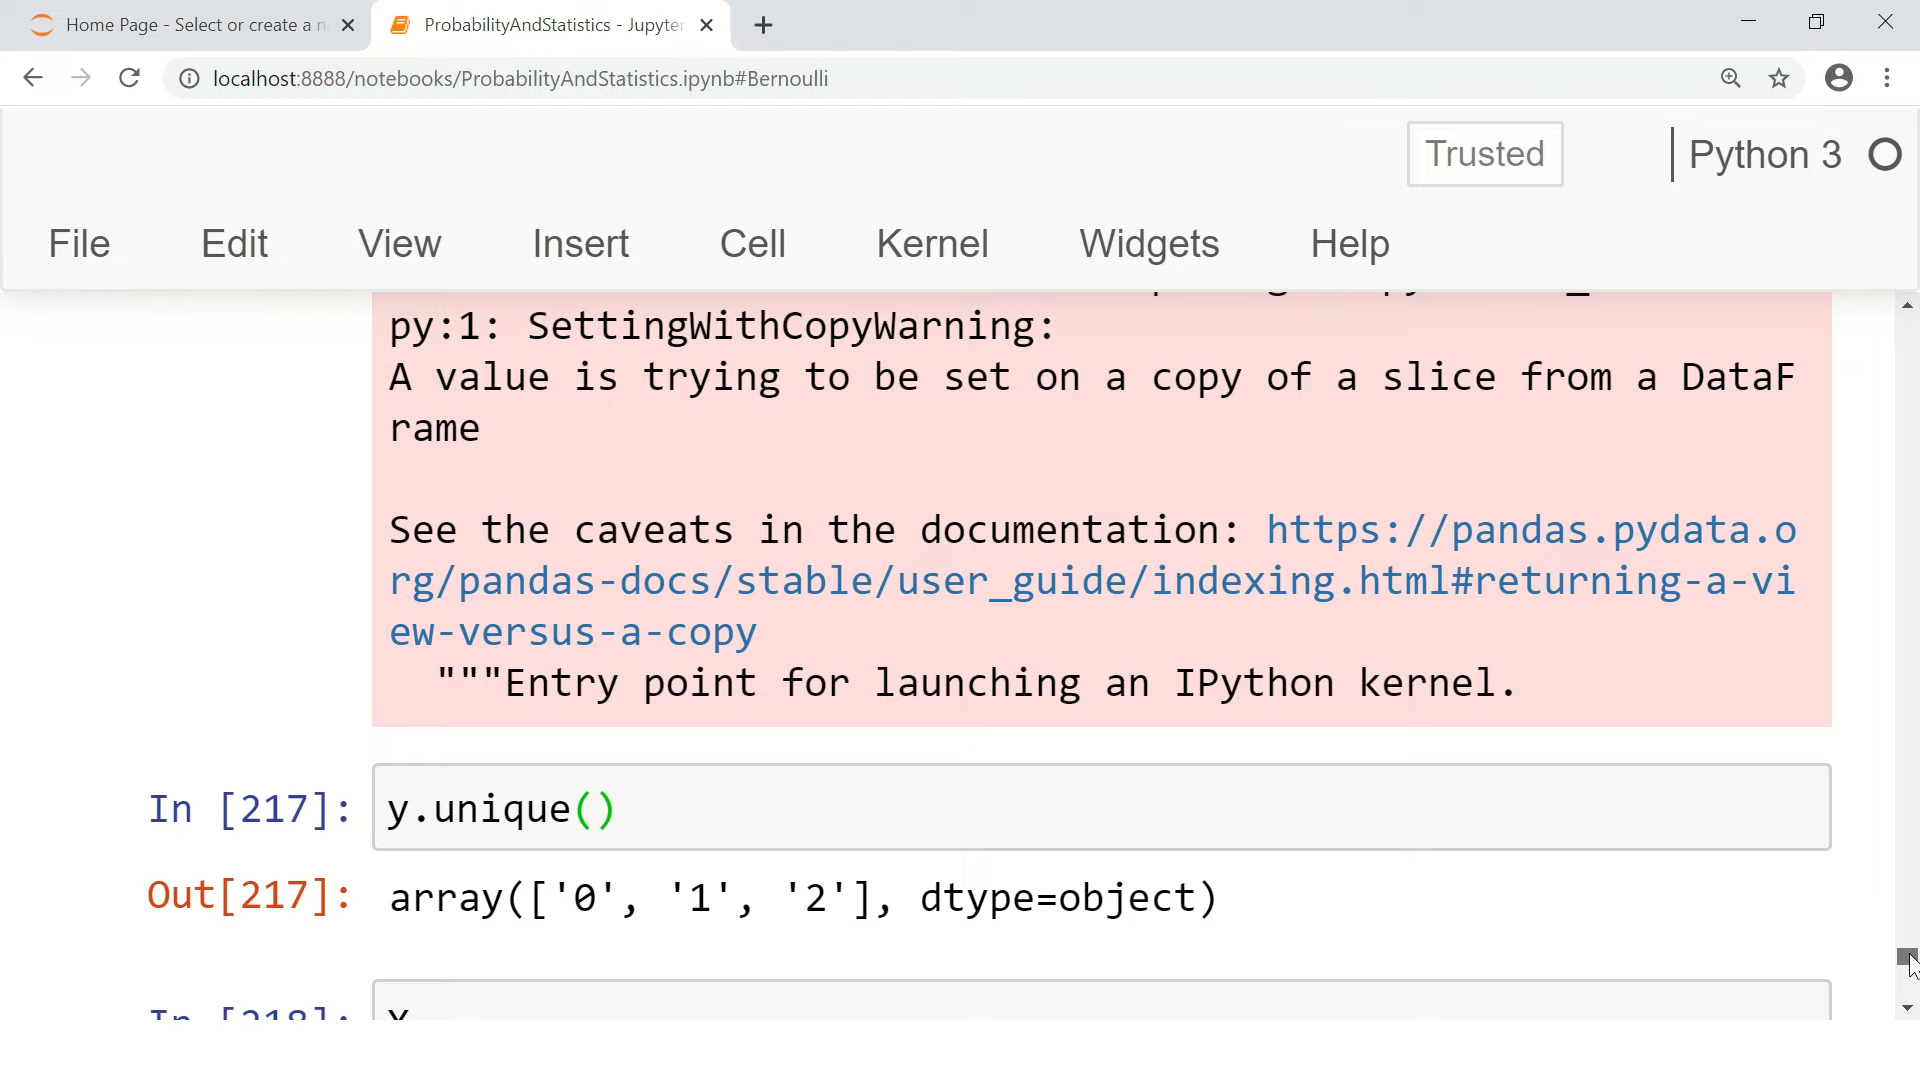 Home Page - Select or create a n
ProbabilityAndStatistics - Jupyter
localhost:8888/notebooks/ProbabilityAndStatistics.ipynb#Bernoulli
Trusted
Python 3
File Edit View Insert Cell Kernel Widgets Help
py:1: SettingWithCopyWarning:
A value is trying to be set on a copy of a slice from a DataF
rame
See the caveats in the documentation: https://pandas.pydata.o
rg/pandas-docs/stable/user_guide/indexing.html#returning-a-vi
ew-versus-a-copy
"""Entry point for launching an IPython kernel.
In [217]: y.unique()
Out[217]: array(['0', '1', '2'], dtype=object)
In [218]: